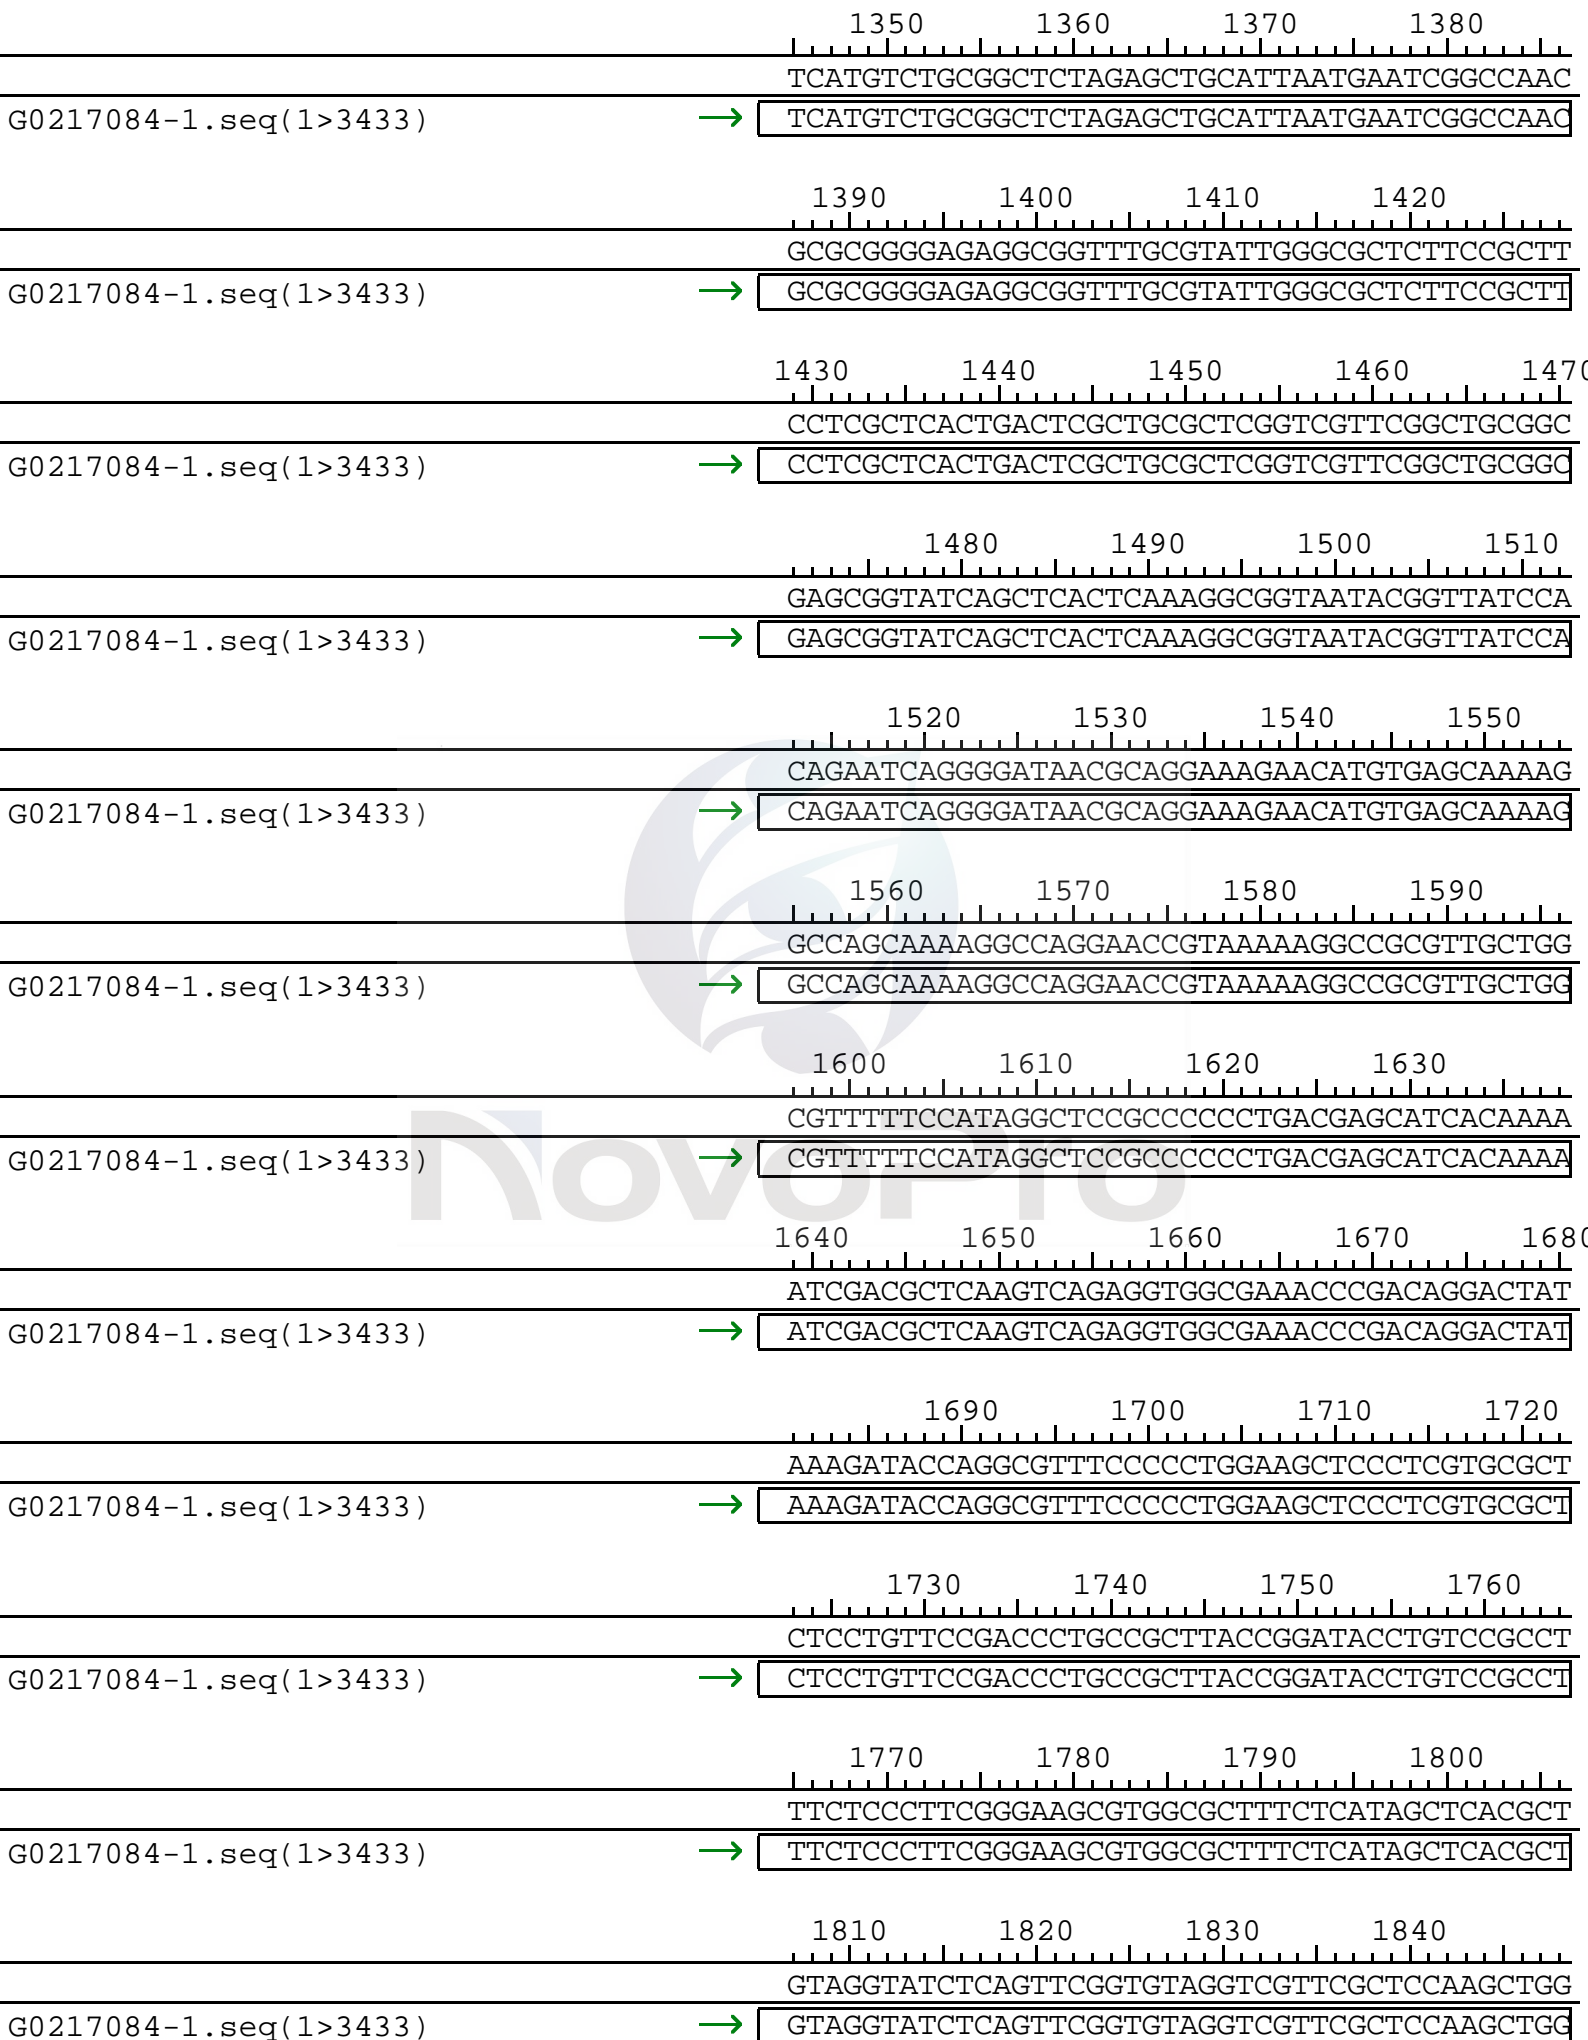 1350 1360 1370 1380
TCATGTCTGCGGCTCTAGAGCTGCATTAATGAATCGGCCAAC
G0217084-1.seq(1>3433) → TCATGTCTGCGGCTCTAGAGCTGCATTAATGAATCGGCCAAC
1390 1400 1410 1420
GCGCGGGGAGAGGCGGTTTGCGTATTGGGCGCTCTTCCGCTT
G0217084-1.seq(1>3433) → GCGCGGGGAGAGGCGGTTTGCGTATTGGGCGCTCTTCCGCTT
1430 1440 1450 1460 1470
CCTCGCTCACTGACTCGCTGCGCTCGGTCGTTCGGCTGCGGC
G0217084-1.seq(1>3433) → CCTCGCTCACTGACTCGCTGCGCTCGGTCGTTCGGCTGCGGC
1480 1490 1500 1510
GAGCGGTATCAGCTCACTCAAAGGCGGTAATACGGTTATCCA
G0217084-1.seq(1>3433) → GAGCGGTATCAGCTCACTCAAAGGCGGTAATACGGTTATCCA
1520 1530 1540 1550
CAGAATCAGGGGATAACGCAGGAAAGAACATGTGAGCAAAAG
G0217084-1.seq(1>3433) → CAGAATCAGGGGATAACGCAGGAAAGAACATGTGAGCAAAAG
1560 1570 1580 1590
GCCAGCAAAAGGCCAGGAACCGTAAAAAGGCCGCGTTGCTGG
G0217084-1.seq(1>3433) → GCCAGCAAAAGGCCAGGAACCGTAAAAAGGCCGCGTTGCTGG
1600 1610 1620 1630
CGTTTTTCCATAGGCTCCGCCCCCCTGACGAGCATCACAAAA
G0217084-1.seq(1>3433) → CGTTTTTCCATAGGCTCCGCCCCCCTGACGAGCATCACAAAA
NovoPro
1640 1650 1660 1670 1680
ATCGACGCTCAAGTCAGAGGTGGCGAAACCCGACAGGACTAT
G0217084-1.seq(1>3433) → ATCGACGCTCAAGTCAGAGGTGGCGAAACCCGACAGGACTAT
1690 1700 1710 1720
AAAGATACCAGGCGTTTCCCCCTGGAAGCTCCCTCGTGCGCT
G0217084-1.seq(1>3433) → AAAGATACCAGGCGTTTCCCCCTGGAAGCTCCCTCGTGCGCT
1730 1740 1750 1760
CTCCTGTTCCGACCCTGCCGCTTACCGGATACCTGTCCGCCT
G0217084-1.seq(1>3433) → CTCCTGTTCCGACCCTGCCGCTTACCGGATACCTGTCCGCCT
1770 1780 1790 1800
TTCTCCCTTCGGGAAGCGTGGCGCTTTCTCATAGCTCACGCT
G0217084-1.seq(1>3433) → TTCTCCCTTCGGGAAGCGTGGCGCTTTCTCATAGCTCACGCT
1810 1820 1830 1840
GTAGGTATCTCAGTTCGGTGTAGGTCGTTCGCTCCAAGCTGG
G0217084-1.seq(1>3433) → GTAGGTATCTCAGTTCGGTGTAGGTCGTTCGCTCCAAGCTGG